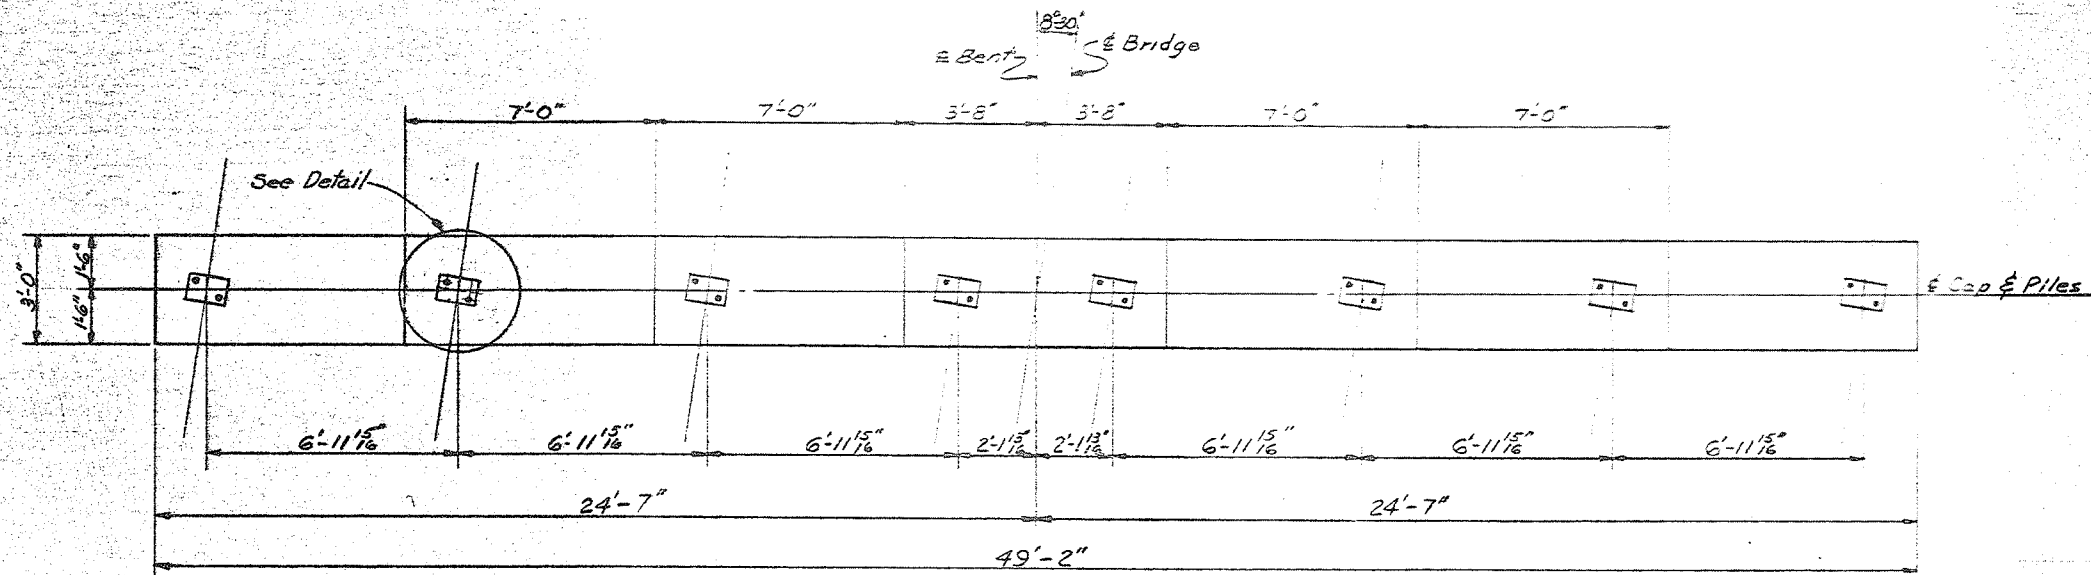 8°30'
℄ Bent
℄ Bridge
7'-0" 7'-0" 3'-8" 3'-8" 7'-0" 7'-0"
See Detail
3'-0"
1'-6" 1'-6"
℄ Cap & Piles
6'-11 15/16" 6'-11 15/16" 6'-11 15/16" 2'-1 15/16" 2'-1 13/16" 6'-11 15/16" 6'-11 15/16" 6'-11 15/16"
24'-7" 24'-7"
49'-2"